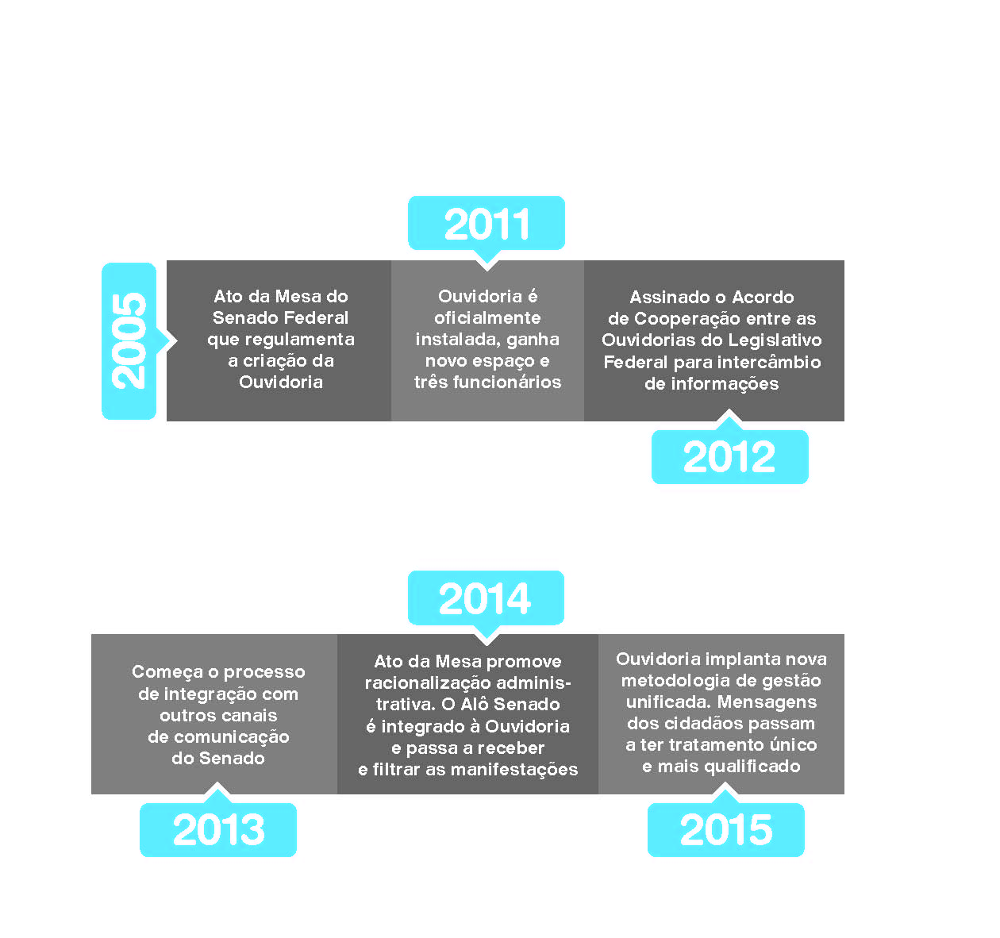 2005
Ato da Mesa do
Senado Federal
que regulamenta
a criação da
Ouvidoria
2011
Ouvidoria é
oficialmente
instalada, ganha
novo espaço e
três funcionários
Assinado o Acordo
de Cooperação entre as
Ouvidorias do Legislativo
Federal para intercâmbio
de informações
2012
Começa o processo
de integração com
outros canais
de comunicação
do Senado
2013
2014
Ato da Mesa promove
racionalização adminis-
trativa. O Alô Senado
é integrado à Ouvidoria
e passa a receber
e filtrar as manifestações
Ouvidoria implanta nova
metodologia de gestão
unificada. Mensagens
dos cidadãos passam
a ter tratamento único
e mais qualificado
2015